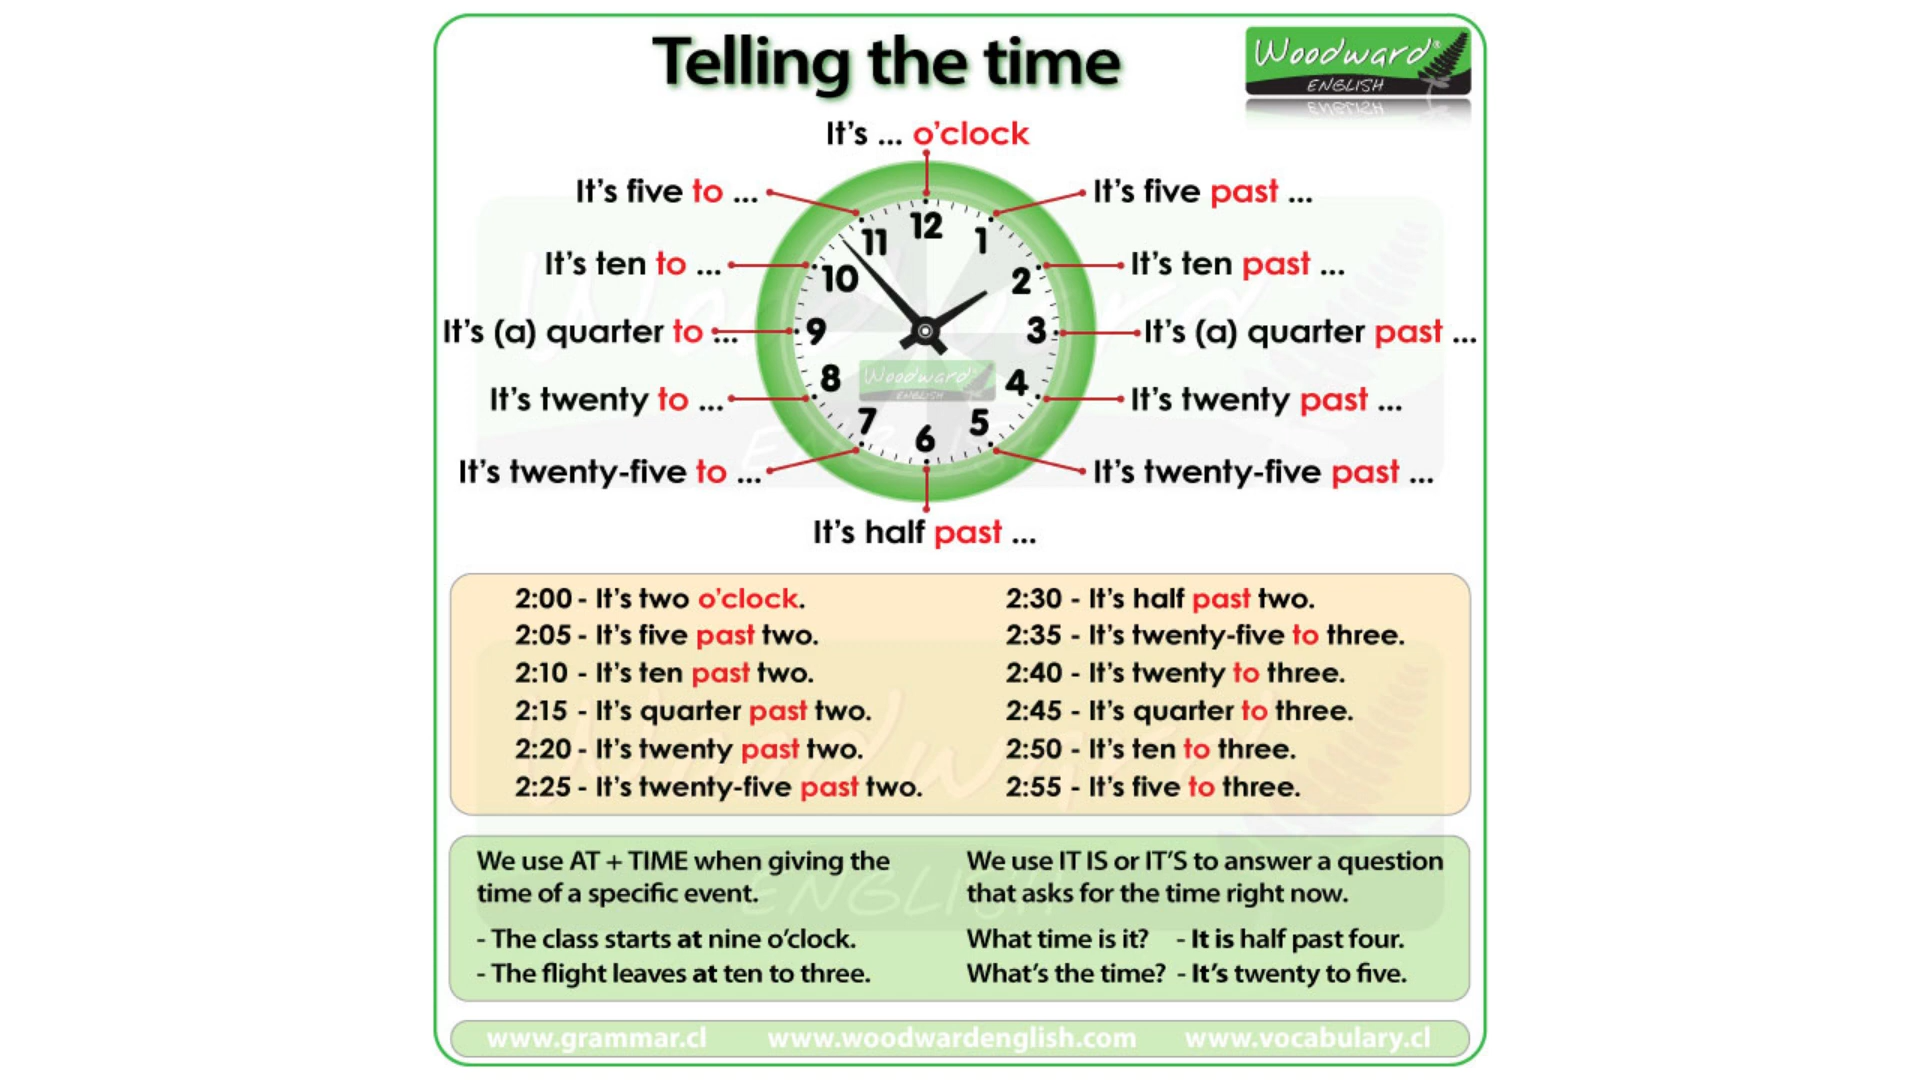 Telling the time
Woodward®
ENGLISH
It's ... o'clock
It's five to ...
It's five past ...
It's ten to ...
It's ten past ...
It's (a) quarter to ...
It's (a) quarter past ...
It's twenty to ...
It's twenty past ...
It's twenty-five to ...
It's twenty-five past ...
It's half past ...
12
1
2
3
4
5
6
7
8
9
10
11
Woodward®
ENGLISH
2:00 - It's two o'clock.
2:05 - It's five past two.
2:10 - It's ten past two.
2:15 - It's quarter past two.
2:20 - It's twenty past two.
2:25 - It's twenty-five past two.
2:30 - It's half past two.
2:35 - It's twenty-five to three.
2:40 - It's twenty to three.
2:45 - It's quarter to three.
2:50 - It's ten to three.
2:55 - It's five to three.
We use AT + TIME when giving the
time of a specific event.
- The class starts at nine o'clock.
- The flight leaves at ten to three.
We use IT IS or IT'S to answer a question
that asks for the time right now.
What time is it? - It is half past four.
What's the time? - It's twenty to five.
www.grammar.cl www.woodwardenglish.com www.vocabulary.cl